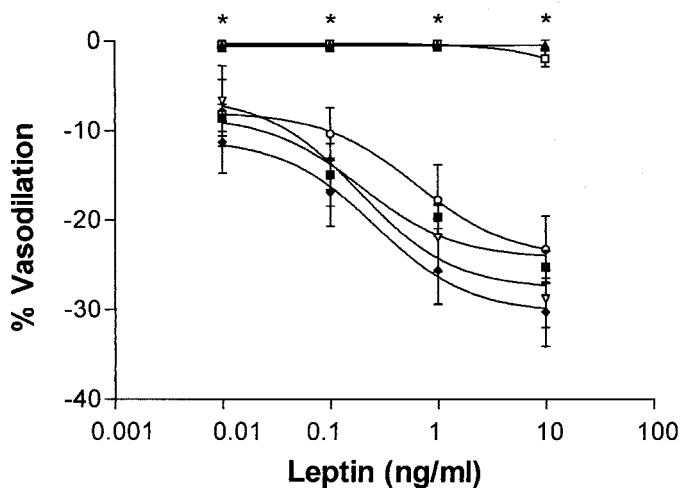 * * * *
0
-10
-20
-30
-40
% Vasodilation
0.001 0.01 0.1 1 10 100
Leptin (ng/ml)